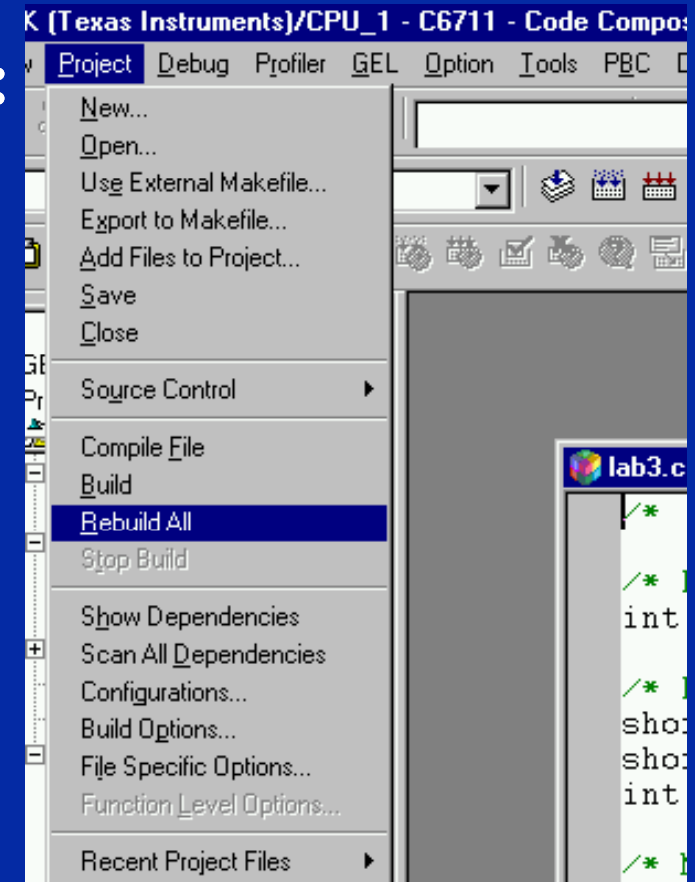 K (Texas Instruments)/CPU_1 - C6711 - Code Compos
Project Debug Profiler GEL Option Tools PBC
New...
Open...
Use External Makefile...
Export to Makefile...
Add Files to Project...
Save
Close
Source Control
Compile File
Build
Rebuild All
Stop Build
Show Dependencies
Scan All Dependencies
Configurations...
Build Options...
File Specific Options...
Function Level Options...
Recent Project Files
lab3.c
/*
/*
int
/*
int
/*